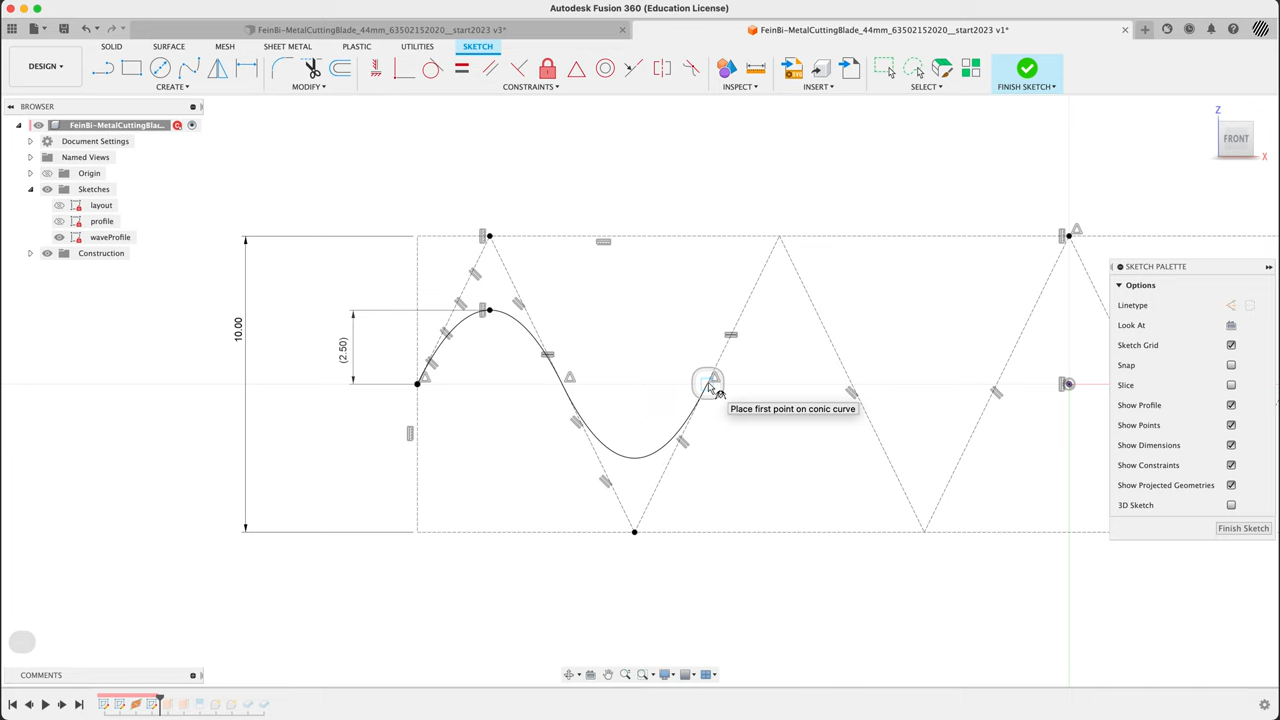 Autodesk Fusion 360 (Education License)
FeinBi-MetalCuttingBlade_44mm_63502152020__start2023 v3*
FeinBi-MetalCuttingBlade_44mm_63502152020__start2023 v1*
DESIGN
SOLID
SURFACE
MESH
SHEET METAL
PLASTIC
UTILITIES
SKETCH
CREATE
MODIFY
CONSTRAINTS
INSPECT
INSERT
SELECT
FINISH SKETCH
BROWSER
FeinBi-MetalCuttingBla...
Document Settings
Named Views
Origin
Sketches
layout
profile
waveProfile
Construction
Z
FRONT
X
10.00
(2.50)
Place first point on conic curve
SKETCH PALETTE
Options
Linetype
Look At
Sketch Grid
Snap
Slice
Show Profile
Show Points
Show Dimensions
Show Constraints
Show Projected Geometries
3D Sketch
Finish Sketch
COMMENTS